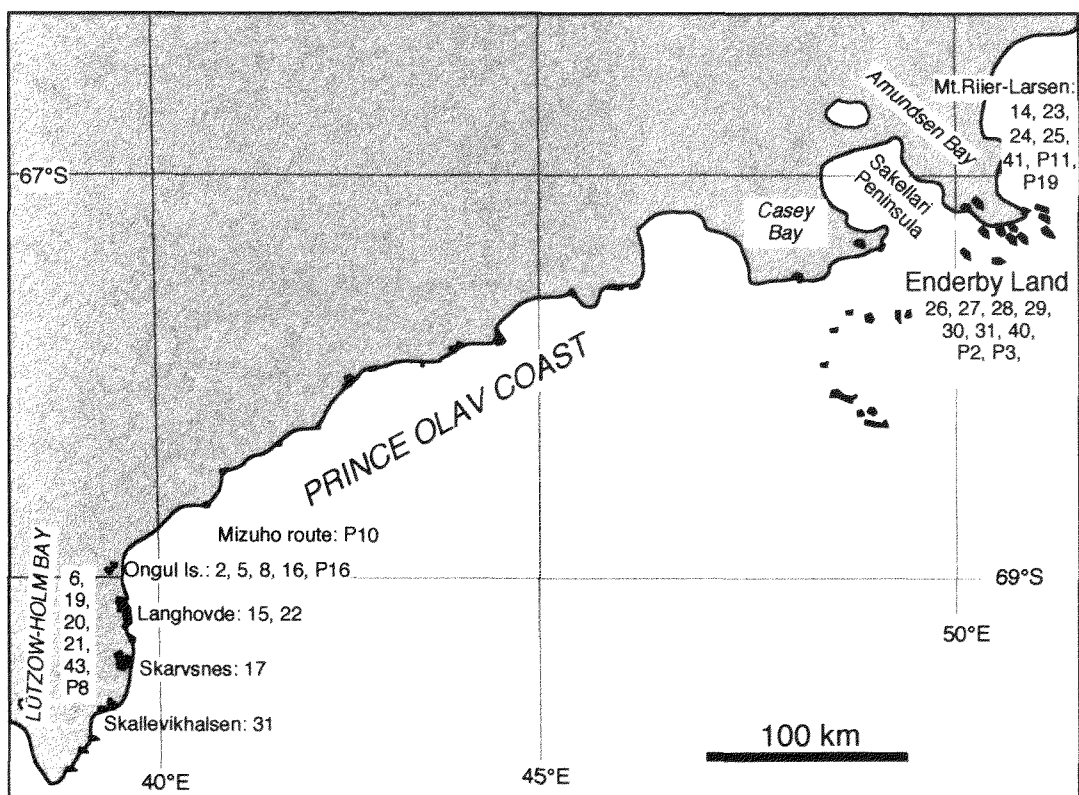 Mt.Riier-Larsen:
14, 23,
24, 25,
41, P11,
P19
Amundsen Bay
67°S
Sakellari
Peninsula
Casey
Bay
Enderby Land
26, 27, 28, 29,
30, 31, 40,
P2, P3,
PRINCE OLAV COAST
Mizuho route: P10
Ongul Is.: 2, 5, 8, 16, P16
69°S
LÜTZOW-HOLM BAY
6,
19,
20,
21,
43,
P8
Langhovde: 15, 22
50°E
Skarvsnes: 17
Skallevikhalsen: 31
100 km
40°E
45°E